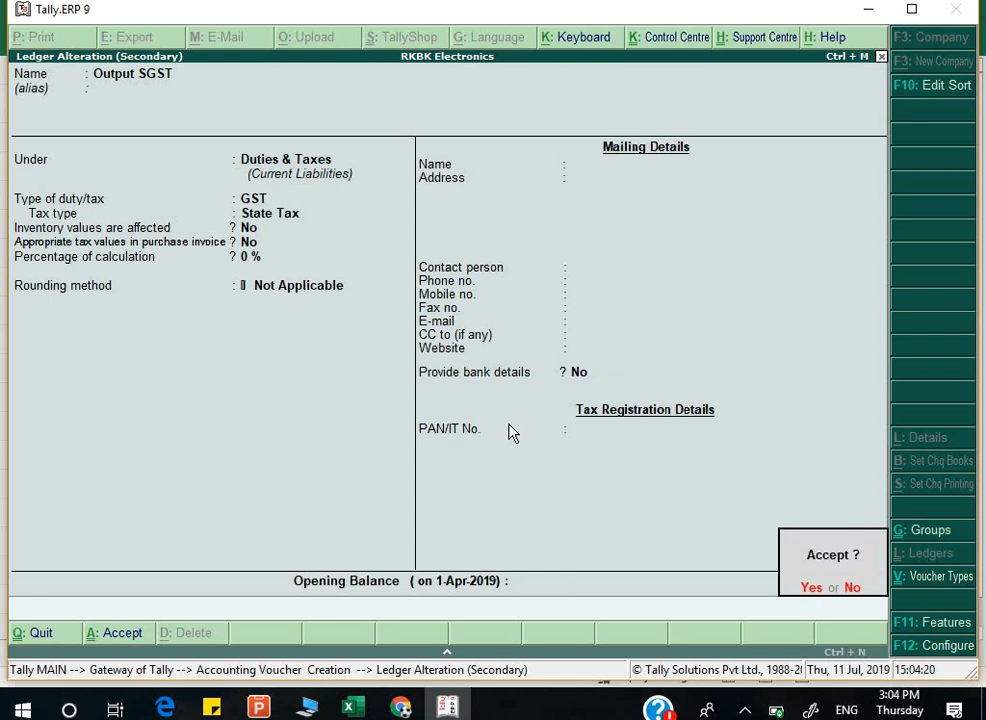 Tally.ERP 9
P: Print E: Export M: E-Mail O: Upload S: TallyShop G: Language K: Keyboard K: Control Centre H: Support Centre H: Help F3: Company
Ledger Alteration (Secondary) RKBK Electronics Ctrl + M
F3: New Company
Name : Output SGST
(alias) :
F10: Edit Sort
Mailing Details
Under : Duties & Taxes
(Current Liabilities)
Name :
Address :
Type of duty/tax : GST
Tax type : State Tax
Inventory values are affected ? No
Appropriate tax values in purchase invoice ? No
Percentage of calculation ? 0 %
Rounding method : Not Applicable
Contact person :
Phone no. :
Mobile no. :
Fax no. :
E-mail :
CC to (if any) :
Website :
Provide bank details ? No
Tax Registration Details
PAN/IT No. :
L: Details
B: Set Chq Books
S: Set Chq Printing
G: Groups
L: Ledgers
V: Voucher Types
F11: Features
F12: Configure
Accept ?
Yes or No
Opening Balance ( on 1-Apr-2019) :
Q: Quit A: Accept D: Delete
Ctrl + N
Tally MAIN --> Gateway of Tally --> Accounting Voucher Creation --> Ledger Alteration (Secondary) © Tally Solutions Pvt Ltd., 1988-2 Thu, 11 Jul, 2019 15:04:20
ENG 3:04 PM
Thursday